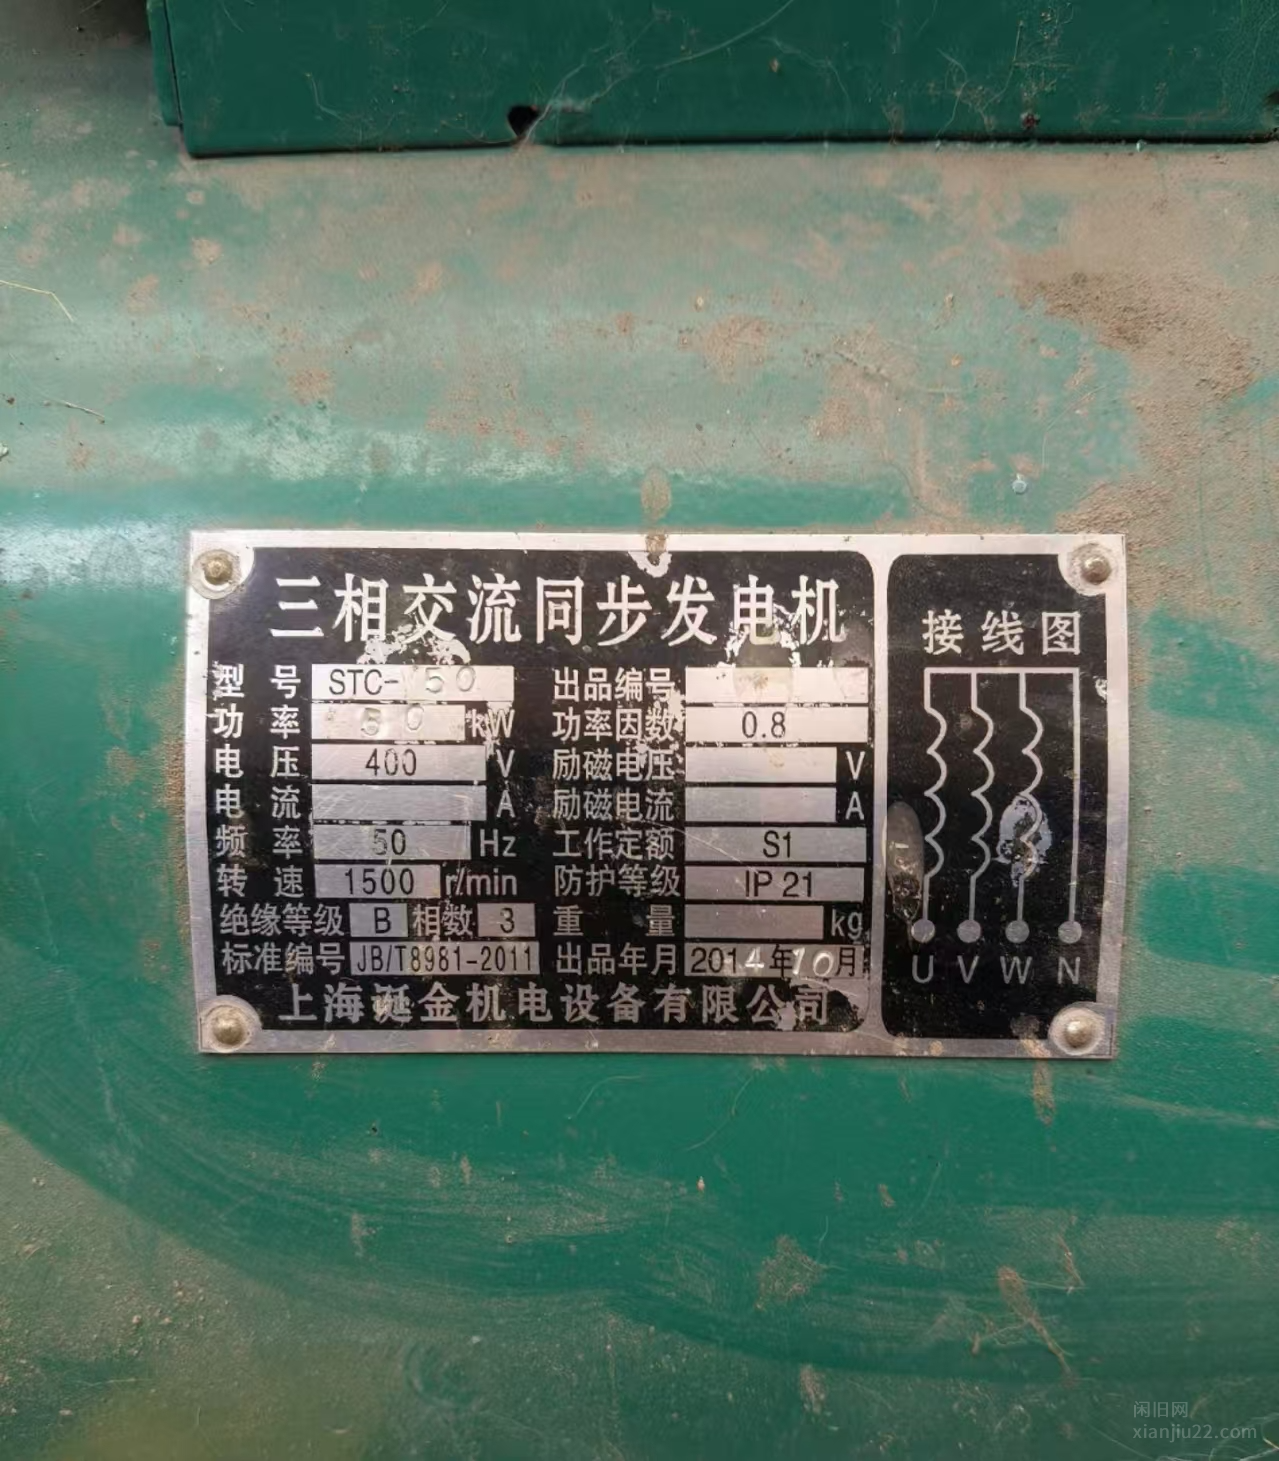 三相交流同步发电机
型号 STC-50 出品编号
功率 50 kW 功率因数 0.8
电压 400 V 励磁电压 V
电流 A 励磁电流 A
频率 50 Hz 工作定额 S1
转速 1500 r/min 防护等级 IP21
绝缘等级 B 相数 3 重量 kg
标准编号 JB/T8981-2011 出品年月 2014年10月
上海诞金机电设备有限公司
接线图
U V W N
闲旧网
xianjiu22.com